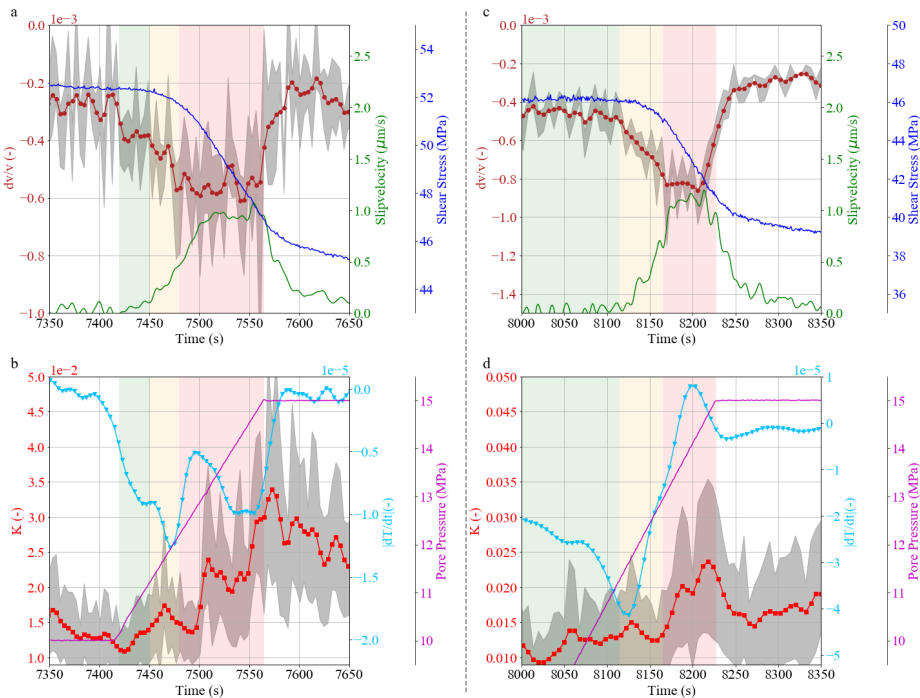 a
1e−3
0.0
−0.2
−0.4
−0.6
−0.8
−1.0
dv/v (-)
7350 7400 7450 7500 7550 7600 7650
Time (s)
2.5
2.0
1.5
1.0
0.5
0.0
Slipvelocity (μm/s)
54
52
50
48
46
44
Shear Stress (MPa)
c
1e−3
0.0
−0.2
−0.4
−0.6
−0.8
−1.0
−1.2
−1.4
dv/v (-)
8000 8050 8100 8150 8200 8250 8300 8350
Time (s)
2.5
2.0
1.5
1.0
0.5
0.0
Slipvelocity (μm/s)
50
48
46
44
42
40
38
36
Shear Stress (MPa)
b
1e−2
5.0
4.5
4.0
3.5
3.0
2.5
2.0
1.5
1.0
K (-)
7350 7400 7450 7500 7550 7600 7650
Time (s)
1e−5
0.0
−0.5
−1.0
−1.5
−2.0
|dT/dt|(-)
15
14
13
12
11
10
Pore Pressure (MPa)
d
0.050
0.045
0.040
0.035
0.030
0.025
0.020
0.015
0.010
K (-)
8000 8050 8100 8150 8200 8250 8300 8350
Time (s)
1e−5
1
0
−1
−2
−3
−4
−5
|dT/dt|(-)
15
14
13
12
11
10
Pore Pressure (MPa)